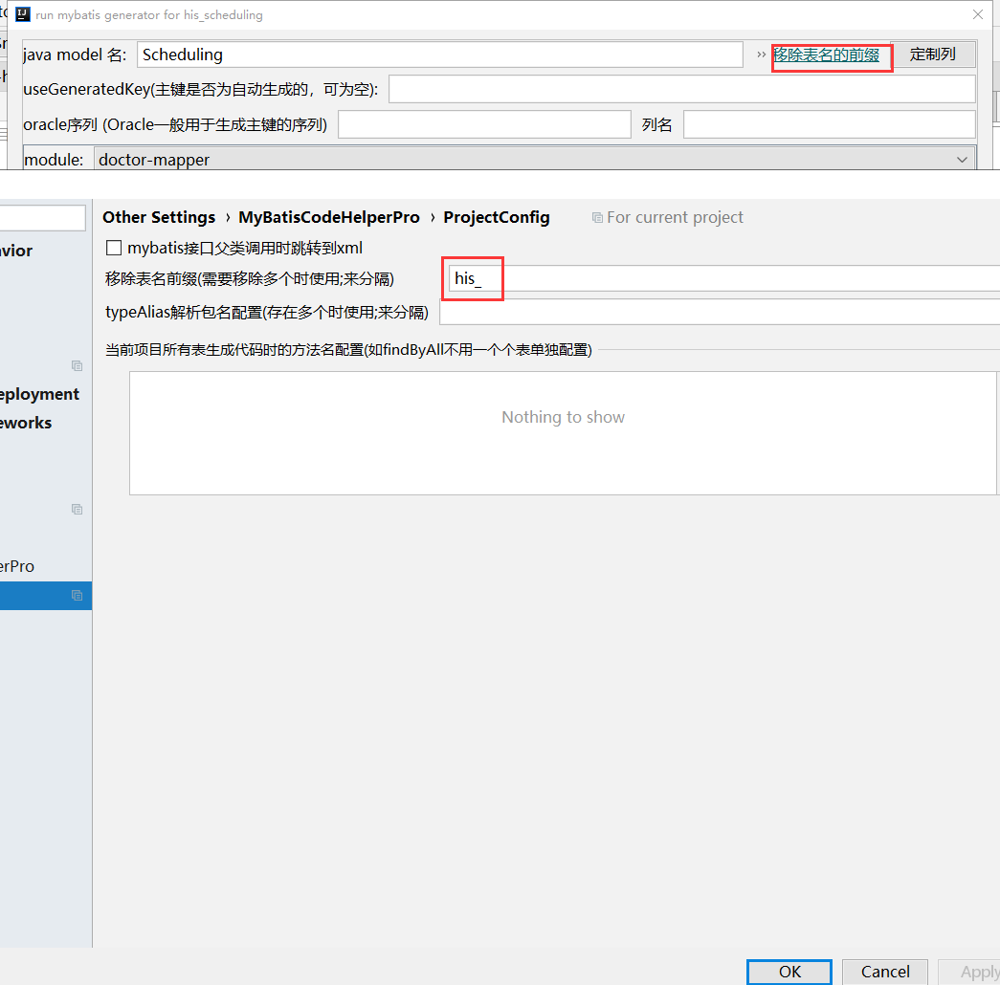 run mybatis generator for his_scheduling
java model 名: Scheduling >> 移除表名的前缀 定制列
useGeneratedKey(主键是否为自动生成的，可为空):
oracle序列 (Oracle一般用于生成主键的序列) 列名
module: doctor-mapper
Other Settings › MyBatisCodeHelperPro › ProjectConfig For current project
avior
mybatis接口父类调用时跳转到xml
移除表名前缀(需要移除多个时使用;来分隔) his_
typeAlias解析包名配置(存在多个时使用;来分隔)
当前项目所有表生成代码时的方法名配置(如findByAll不用一个个表单独配置)
eployment
Nothing to show
eworks
erPro
OK Cancel Apply